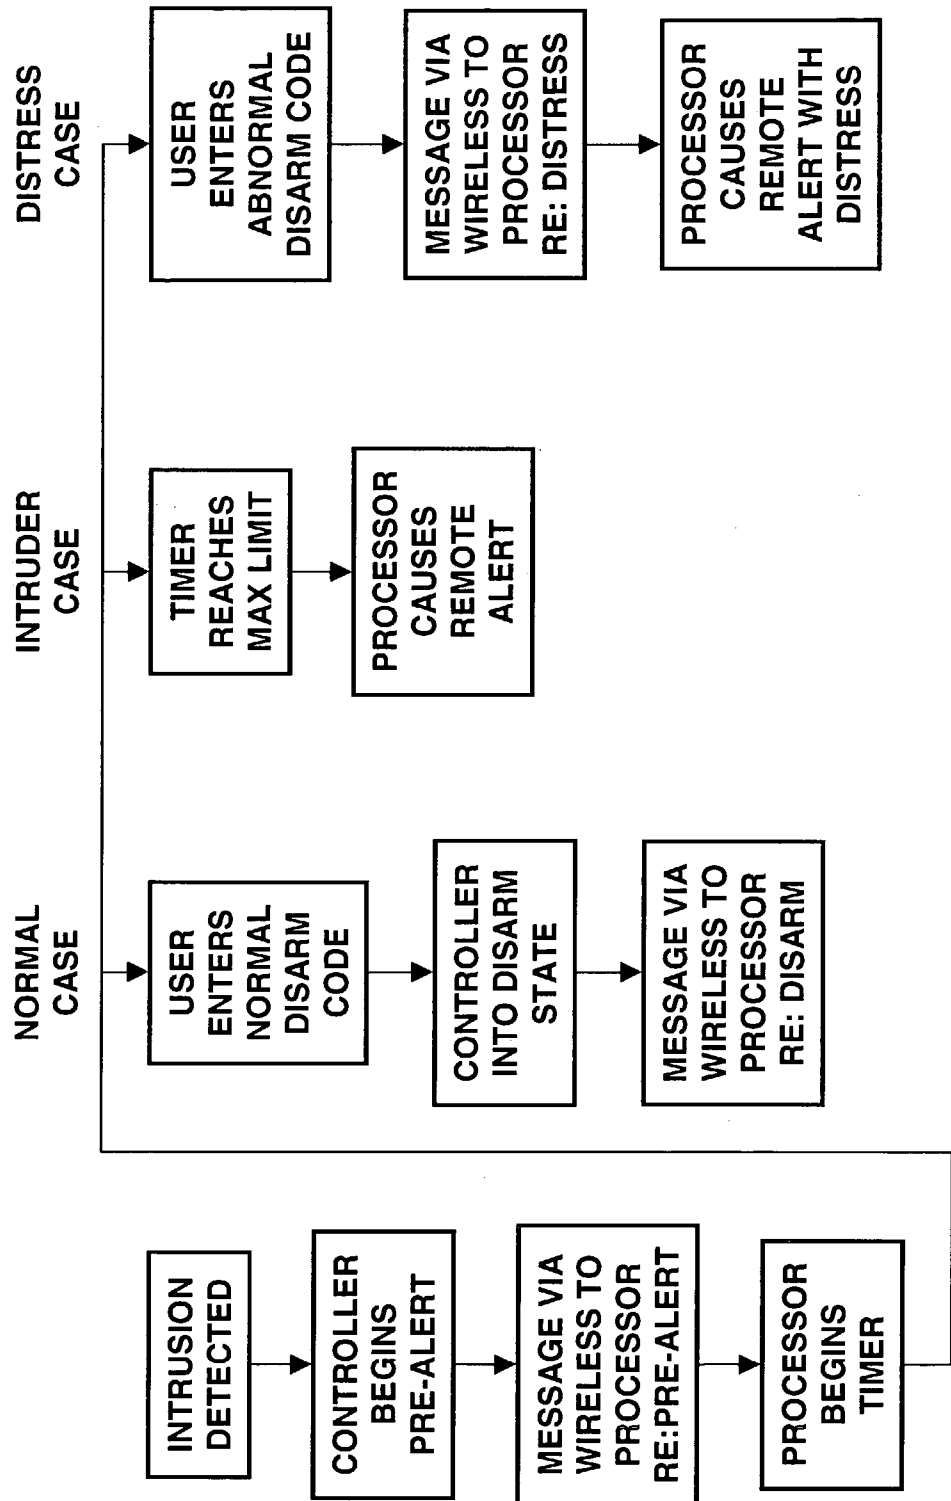 INTRUSION
DETECTED
CONTROLLER
BEGINS
PRE-ALERT
MESSAGE VIA
WIRELESS TO
PROCESSOR
RE:PRE-ALERT
PROCESSOR
BEGINS
TIMER
NORMAL
CASE
USER
ENTERS
NORMAL
DISARM
CODE
CONTROLLER
INTO DISARM
STATE
MESSAGE VIA
WIRELESS TO
PROCESSOR
RE: DISARM
INTRUDER
CASE
TIMER
REACHES
MAX LIMIT
PROCESSOR
CAUSES
REMOTE
ALERT
DISTRESS
CASE
USER
ENTERS
ABNORMAL
DISARM CODE
MESSAGE VIA
WIRELESS TO
PROCESSOR
RE: DISTRESS
PROCESSOR
CAUSES
REMOTE
ALERT WITH
DISTRESS